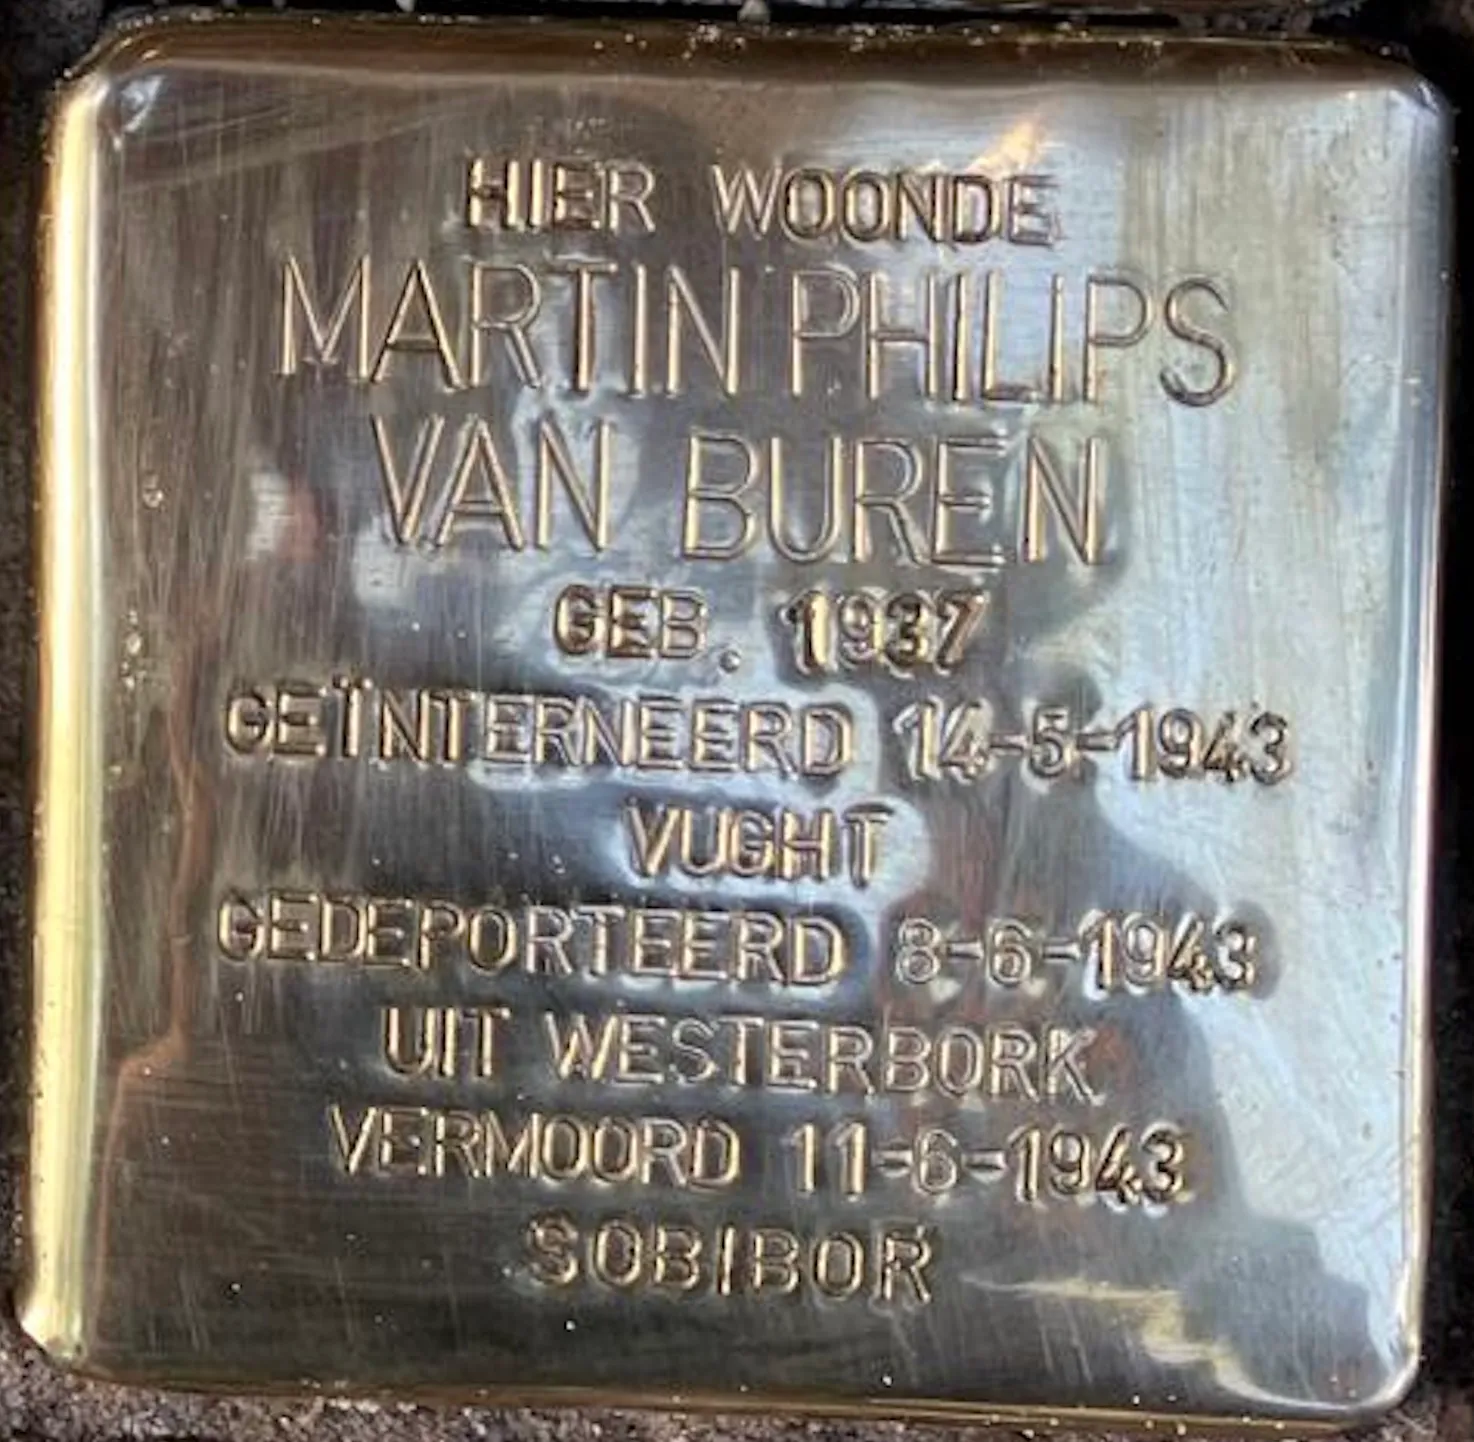 HIER WOONDE
MARTIN PHILIPS
VAN BUREN
GEB. 1937
GEÏNTERNEERD 14-5-1943
VUGHT
GEDEPORTEERD 8-6-1943
UIT WESTERBORK
VERMOORD 11-6-1943
SOBIBOR